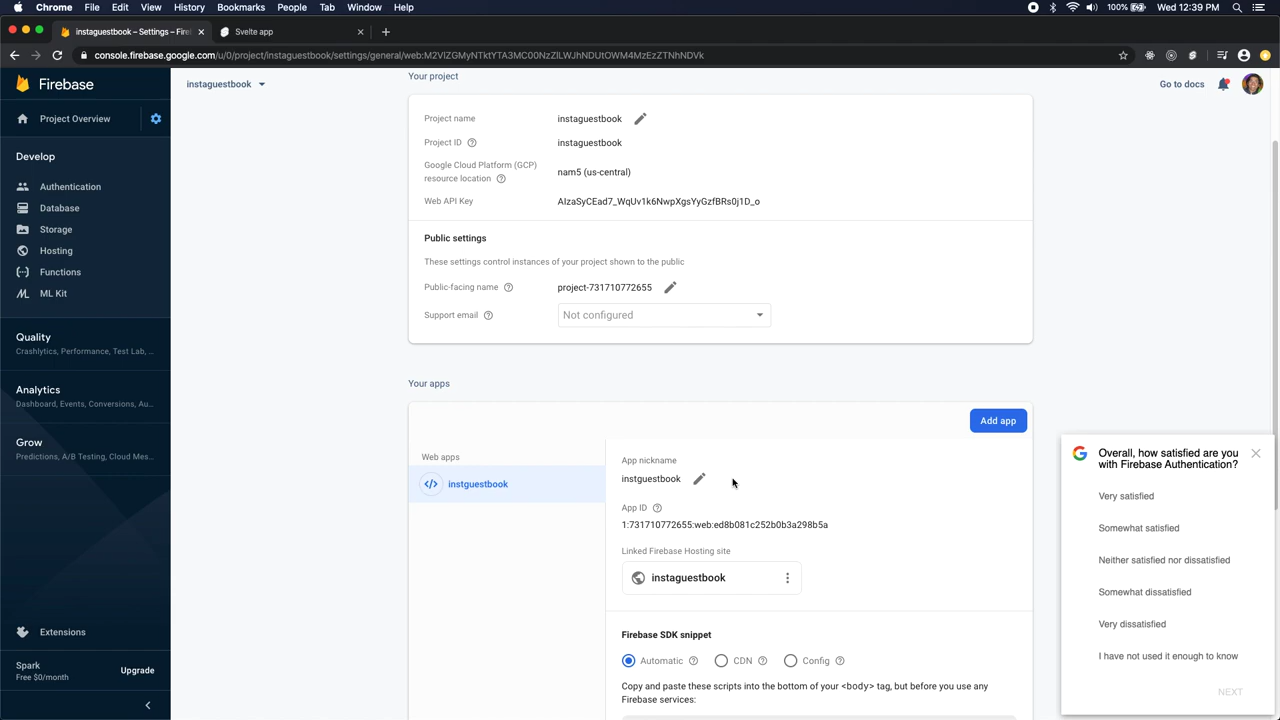 Chrome File Edit View History Bookmarks People Tab Window Help 100% Wed 12:39 PM
instaguestbook – Settings – Fire
Svelte app
console.firebase.google.com/u/0/project/instaguestbook/settings/general/web:M2VIZGMyNTktYTA3MC00NzZlLWJhNDUtOWM4MzEzZTNhNDVk
Firebase
instaguestbook
Go to docs
Project Overview
Develop
Authentication
Database
Storage
Hosting
Functions
ML Kit
Quality
Crashlytics, Performance, Test Lab, ...
Analytics
Dashboard, Events, Conversions, Au...
Grow
Predictions, A/B Testing, Cloud Mes...
Extensions
Spark
Free $0/month
Upgrade
Your project
Project name instaguestbook
Project ID instaguestbook
Google Cloud Platform (GCP)
resource location nam5 (us-central)
Web API Key AIzaSyCEad7_WqUv1k6NwpXgsYyGzfBRs0j1D_o
Public settings
These settings control instances of your project shown to the public
Public-facing name project-731710772655
Support email Not configured
Your apps
Add app
Web apps
instguestbook
App nickname
instguestbook
App ID
1:731710772655:web:ed8b081c252b0b3a298b5a
Linked Firebase Hosting site
instaguestbook
Firebase SDK snippet
Automatic CDN Config
Copy and paste these scripts into the bottom of your <body> tag, but before you use any
Firebase services:
Overall, how satisfied are you
with Firebase Authentication?
Very satisfied
Somewhat satisfied
Neither satisfied nor dissatisfied
Somewhat dissatisfied
Very dissatisfied
I have not used it enough to know
NEXT